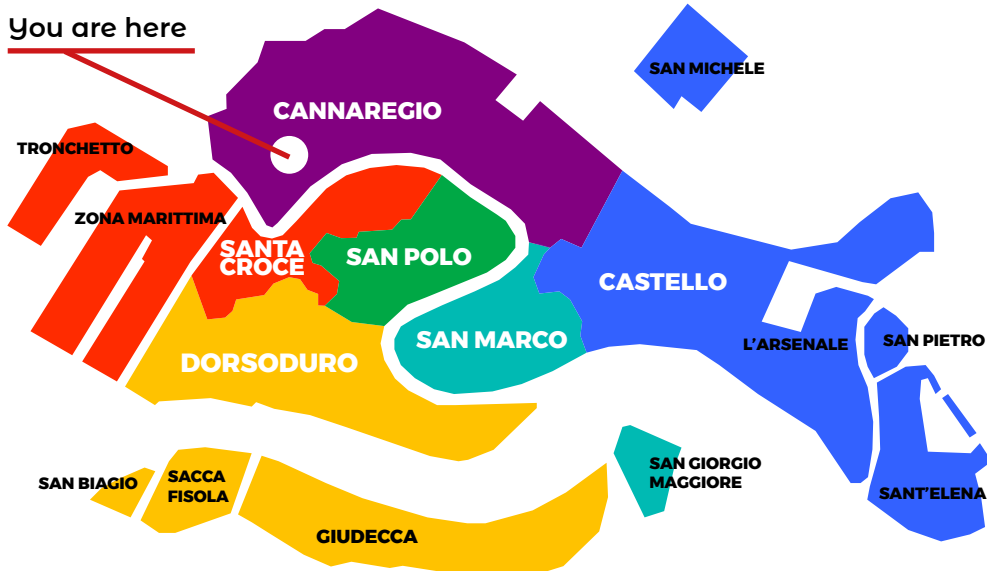 You are here
SAN MICHELE
CANNAREGIO
TRONCHETTO
ZONA MARITTIMA
SANTA
CROCE
SAN POLO
CASTELLO
SAN MARCO
L'ARSENALE
SAN PIETRO
DORSODURO
SAN BIAGIO
SACCA
FISOLA
SAN GIORGIO
MAGGIORE
SANT'ELENA
GIUDECCA